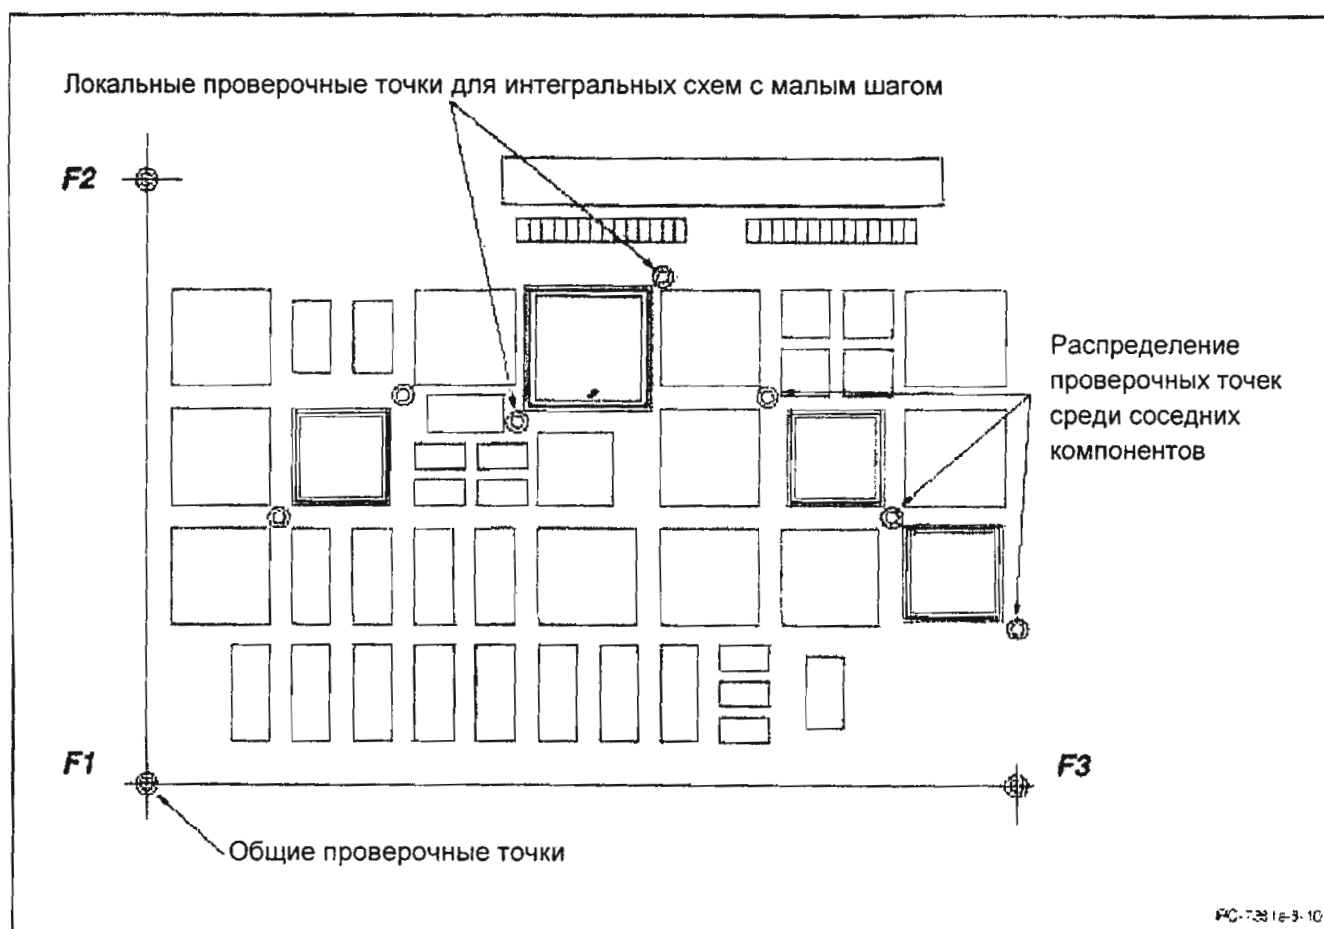 Локальные проверочные точки для интегральных схем с малым шагом
F2
Распределение
проверочных точек
среди соседних
компонентов
F1
F3
Общие проверочные точки